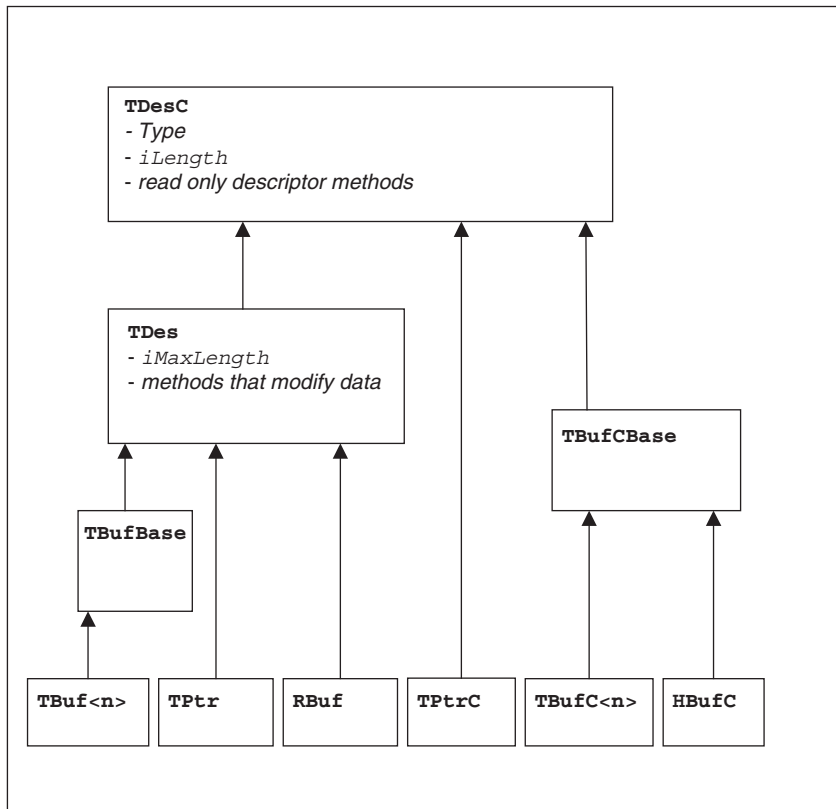 TDesC
- Type
- iLength
- read only descriptor methods
TDes
- iMaxLength
- methods that modify data
TBufCBase
TBufBase
TBuf<n>
TPtr
RBuf
TPtrC
TBufC<n>
HBufC